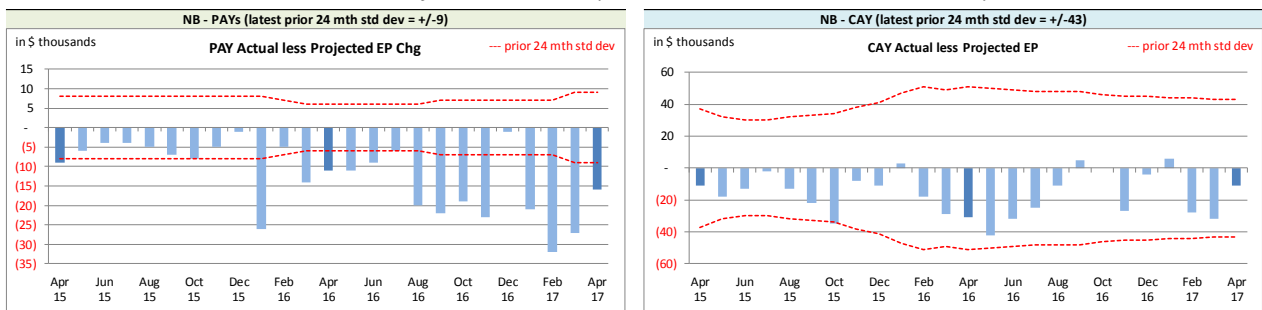 NB - PAYs (latest prior 24 mth std dev = +/-9)
in $ thousands
PAY Actual less Projected EP Chg
--- prior 24 mth std dev
15
10
5
-
(5)
(10)
(15)
(20)
(25)
(30)
(35)
Apr Jun Aug Oct Dec Feb Apr Jun Aug Oct Dec Feb Apr
15 15 15 15 15 16 16 16 16 16 16 17 17
NB - CAY (latest prior 24 mth std dev = +/-43)
in $ thousands
CAY Actual less Projected EP
--- prior 24 mth std dev
60
40
20
-
(20)
(40)
(60)
Apr Jun Aug Oct Dec Feb Apr Jun Aug Oct Dec Feb Apr
15 15 15 15 15 16 16 16 16 16 16 17 17